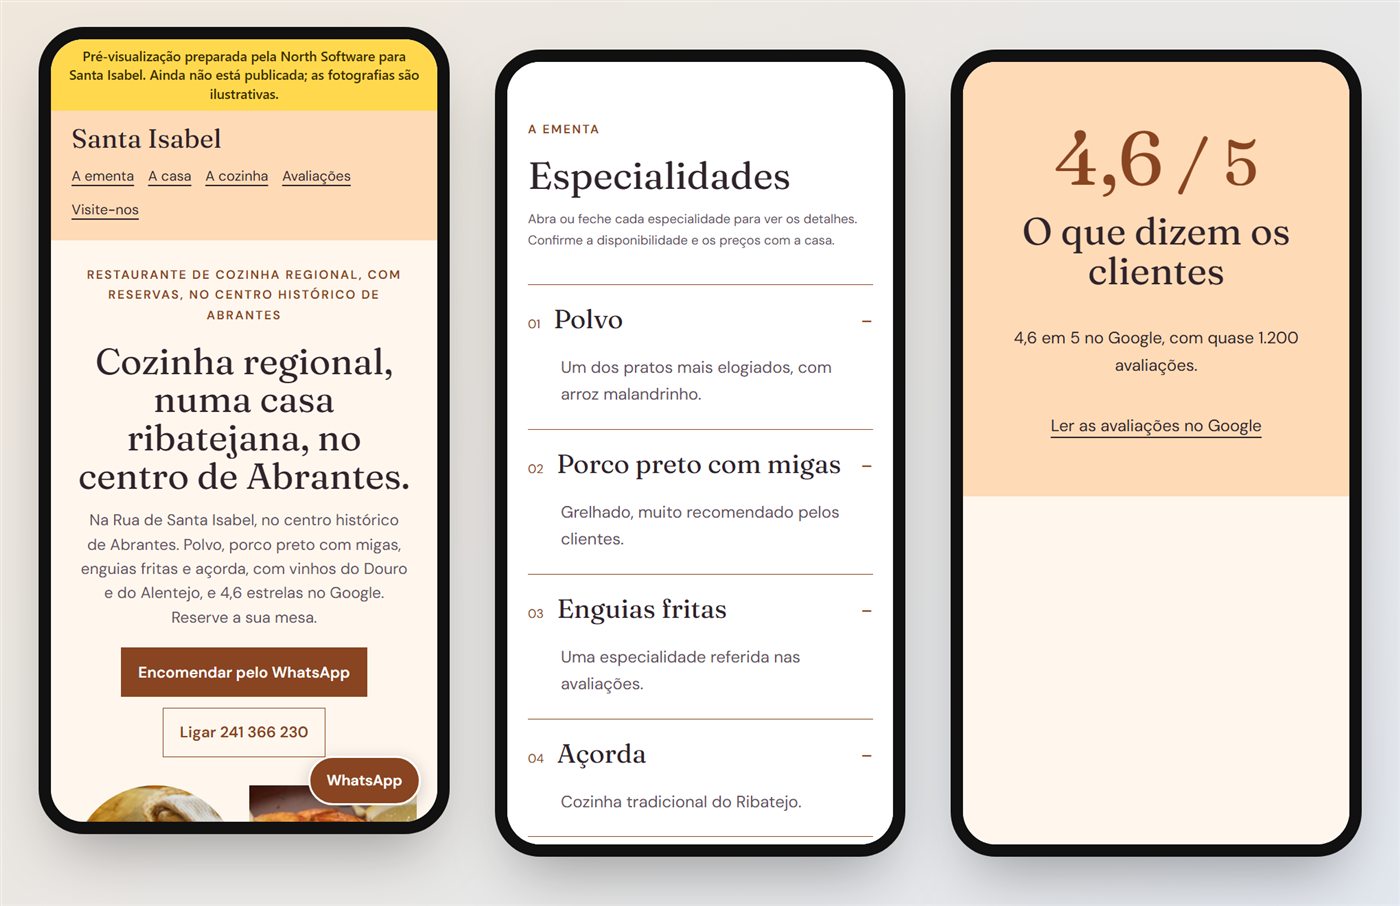 Pré-visualização preparada pela North Software para
Santa Isabel. Ainda não está publicada; as fotografias são
ilustrativas.
Santa Isabel
A ementa A casa A cozinha Avaliações
Visite-nos
RESTAURANTE DE COZINHA REGIONAL, COM
RESERVAS, NO CENTRO HISTÓRICO DE
ABRANTES
Cozinha regional,
numa casa
ribatejana, no
centro de Abrantes.
Na Rua de Santa Isabel, no centro histórico
de Abrantes. Polvo, porco preto com migas,
enguias fritas e açorda, com vinhos do Douro
e do Alentejo, e 4,6 estrelas no Google.
Reserve a sua mesa.
Encomendar pelo WhatsApp
Ligar 241 366 230
WhatsApp
A EMENTA
Especialidades
Abra ou feche cada especialidade para ver os detalhes.
Confirme a disponibilidade e os preços com a casa.
01 Polvo –
Um dos pratos mais elogiados, com
arroz malandrinho.
02 Porco preto com migas –
Grelhado, muito recomendado pelos
clientes.
03 Enguias fritas –
Uma especialidade referida nas
avaliações.
04 Açorda –
Cozinha tradicional do Ribatejo.
4,6 / 5
O que dizem os
clientes
4,6 em 5 no Google, com quase 1.200
avaliações.
Ler as avaliações no Google